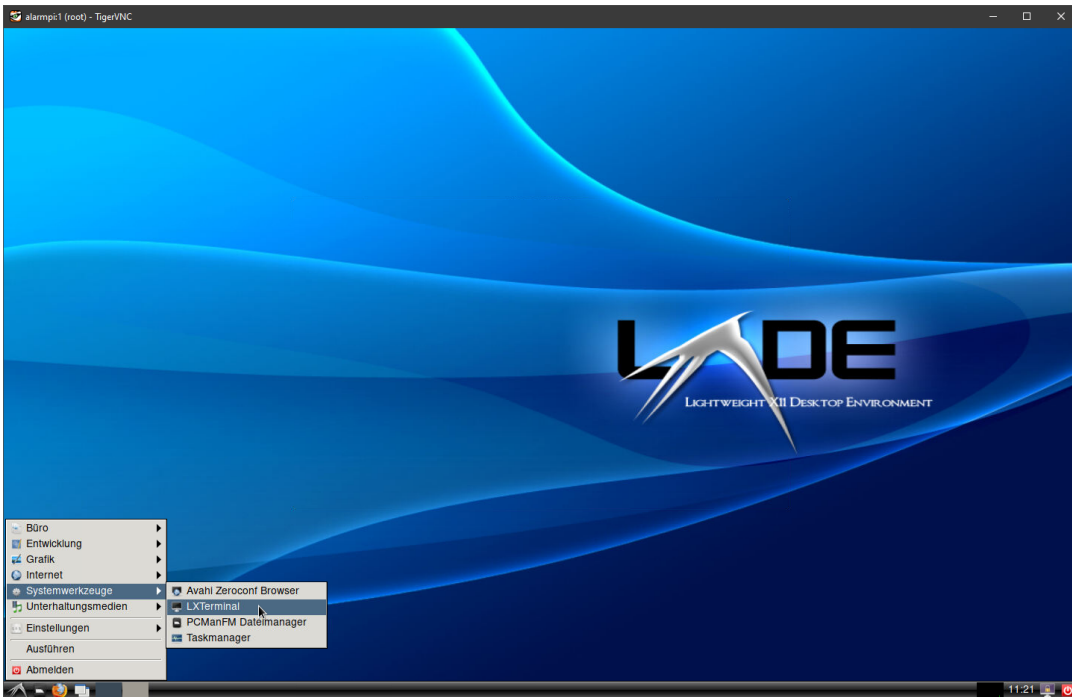 alarmpi:1 (root) - TigerVNC
LXDE
LIGHTWEIGHT X11 DESKTOP ENVIRONMENT
Büro
Entwicklung
Grafik
Internet
Systemwerkzeuge
Avahi Zeroconf Browser
Unterhaltungsmedien
LXTerminal
PCManFM Dateimanager
Einstellungen
Taskmanager
Ausführen
Abmelden
11:21